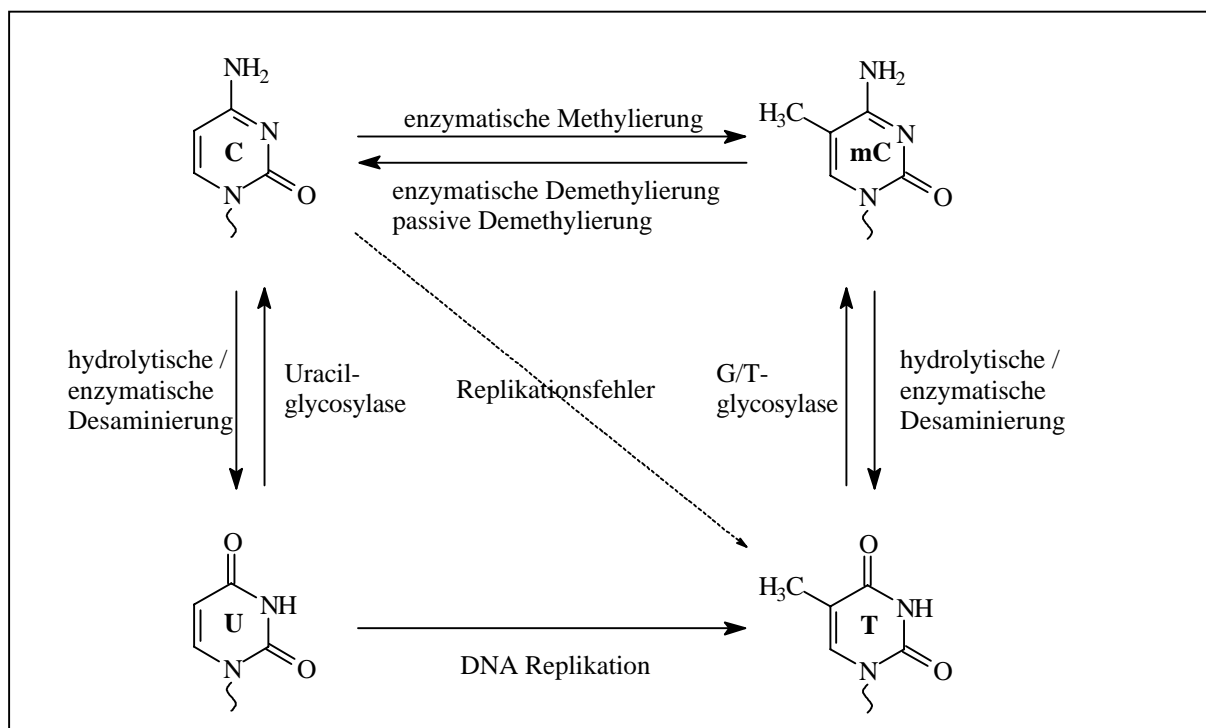 NH₂
N
C
N
O
enzymatische Methylierung
enzymatische Demethylierung
passive Demethylierung
NH₂
H₃C
N
mC
N
O
hydrolytische /
enzymatische
Desaminierung
Uracil-
glycosylase
Replikationsfehler
G/T-
glycosylase
hydrolytische /
enzymatische
Desaminierung
O
NH
U
N
O
DNA Replikation
O
H₃C
NH
T
N
O